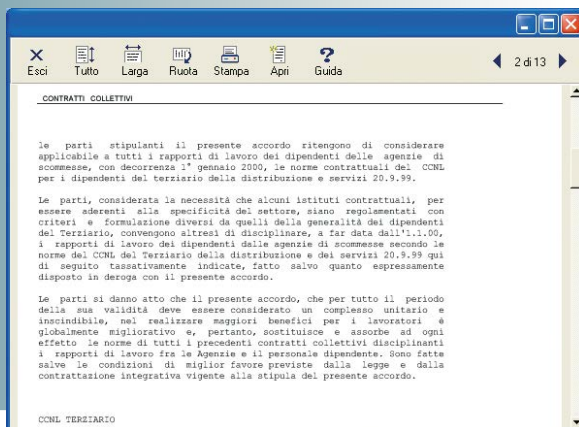 Esci Tutto Larga Ruota Stampa Apri Guida 2 di 13
CONTRATTI COLLETTIVI
le parti stipulanti il presente accordo ritengono di considerare
applicabile a tutti i rapporti di lavoro dei dipendenti delle agenzie di
scommesse, con decorrenza 1° gennaio 2000, le norme contrattuali del CCNL
per i dipendenti del terziario della distribuzione e servizi 20.9.99.
Le parti, considerata la necessità che alcuni istituti contrattuali, per
essere aderenti alla specificità del settore, siano regolamentati con
criteri e formulazione diversi da quelli della generalità dei dipendenti
del Terziario, convengono altresì di disciplinare, a far data dall'1.1.00,
i rapporti di lavoro dei dipendenti dalle agenzie di scommesse secondo le
norme del CCNL del Terziario della distribuzione e dei servizi 20.9.99 qui
di seguito tassativamente indicate, fatto salvo quanto espressamente
disposto in deroga con il presente accordo.
Le parti si danno atto che il presente accordo, che per tutto il periodo
della sua validità deve essere considerato un complesso unitario e
inscindibile, nel realizzare maggiori benefici per i lavoratori é
globalmente migliorativo e, pertanto, sostituisce e assorbe ad ogni
effetto le norme di tutti i precedenti contratti collettivi disciplinanti
i rapporti di lavoro fra le Agenzie e il personale dipendente. Sono fatte
salve le condizioni di miglior favore previste dalla legge e dalla
contrattazione integrativa vigente alla stipula del presente accordo.
CCNL TERZIARIO